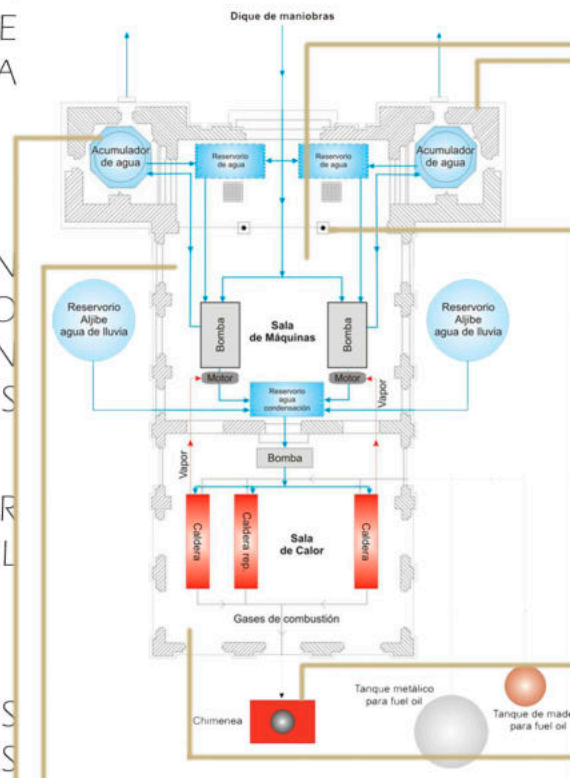 E
A
Dique de maniobras
Acumulador
de agua
Reservorio
de agua
Reservorio
de agua
Acumulador
de agua
N
O
N
S
Reservorio
Aljibe
agua de lluvia
Bomba
Sala
de Máquinas
Bomba
Reservorio
Aljibe
agua de lluvia
Motor
Motor
Reservorio
agua
condensación
Vapor
Vapor
Bomba
R
L
Caldera
Caldera rep.
Sala
de Calor
Caldera
Gases de combustión
S
S
Chimenea
Tanque metálico
para fuel oil
Tanque de made
para fuel oil